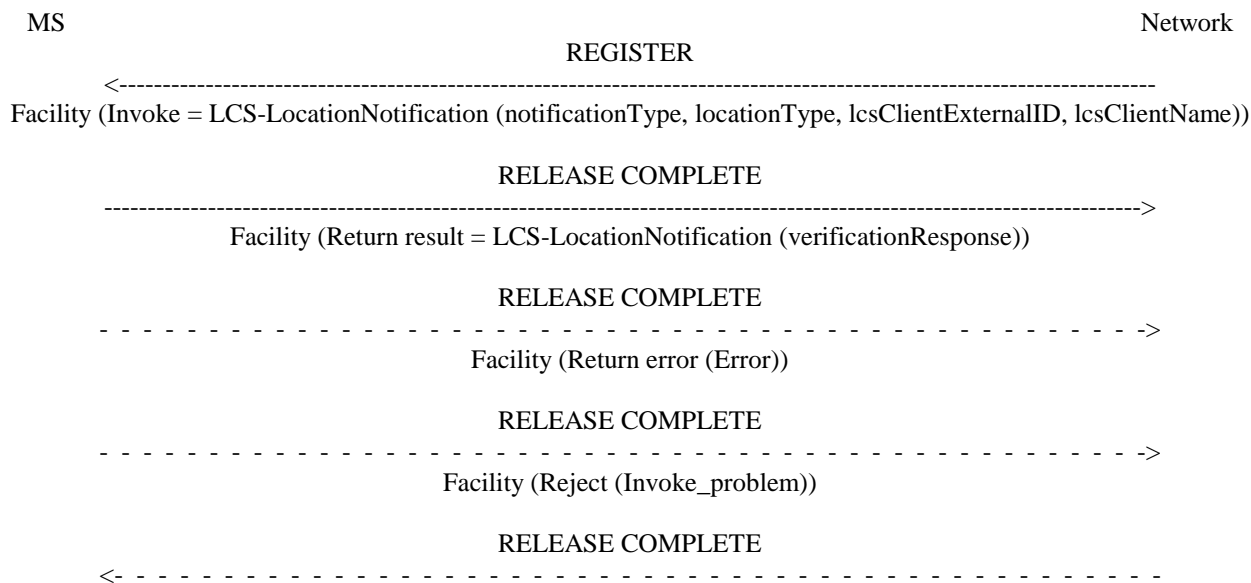 MS Network
REGISTER
<------------------------------------------------------------------------------------------------------------------------
Facility (Invoke = LCS-LocationNotification (notificationType, locationType, lcsClientExternalID, lcsClientName))
RELEASE COMPLETE
------------------------------------------------------------------------------------------------------------------------>
Facility (Return result = LCS-LocationNotification (verificationResponse))
RELEASE COMPLETE
- - - - - - - - - - - - - - - - - - - - - - - - - - - - - - - - - - - - - - - - - - - - - - - ->
Facility (Return error (Error))
RELEASE COMPLETE
- - - - - - - - - - - - - - - - - - - - - - - - - - - - - - - - - - - - - - - - - - - - - - - ->
Facility (Reject (Invoke_problem))
RELEASE COMPLETE
<- - - - - - - - - - - - - - - - - - - - - - - - - - - - - - - - - - - - - - - - - - - - - - - -